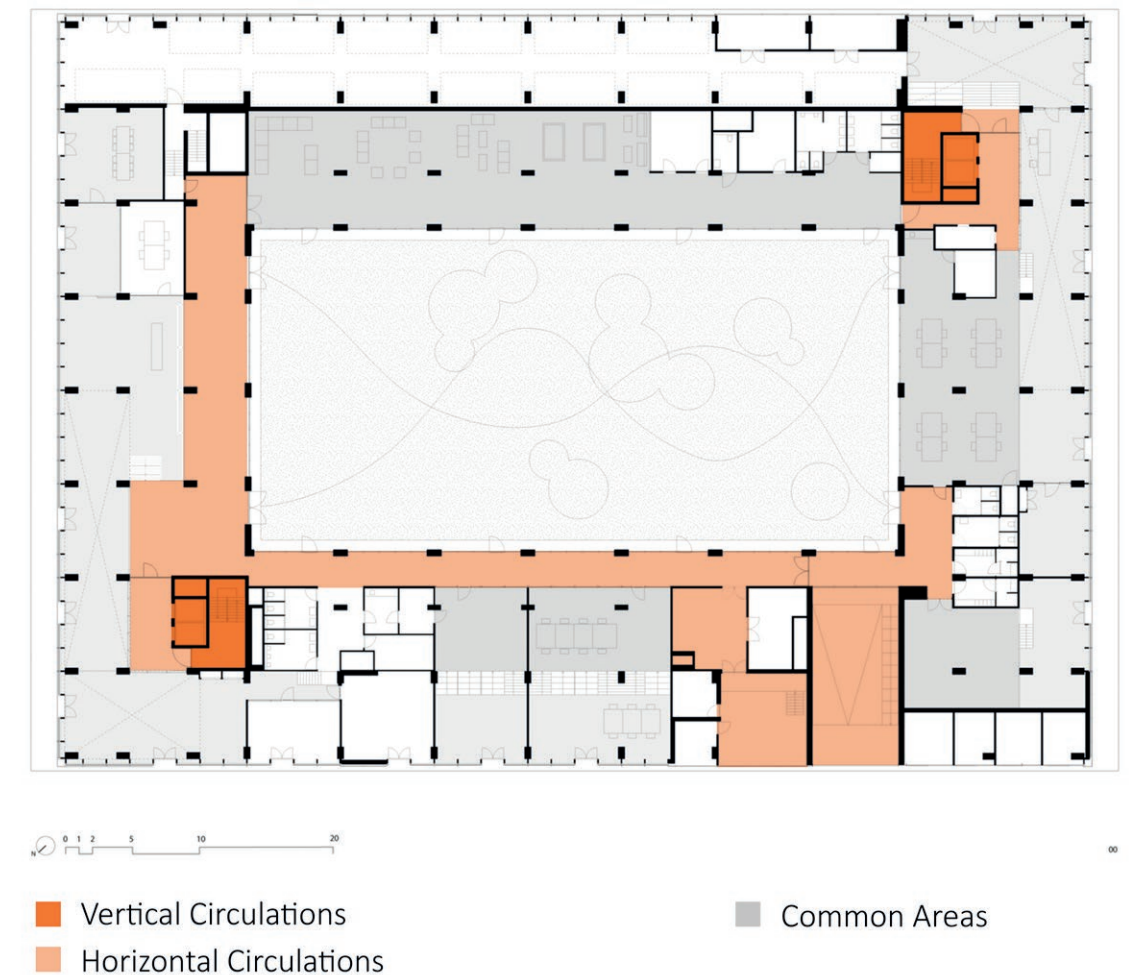 N 0 1 2 5 10 20
00
Vertical Circulations
Common Areas
Horizontal Circulations